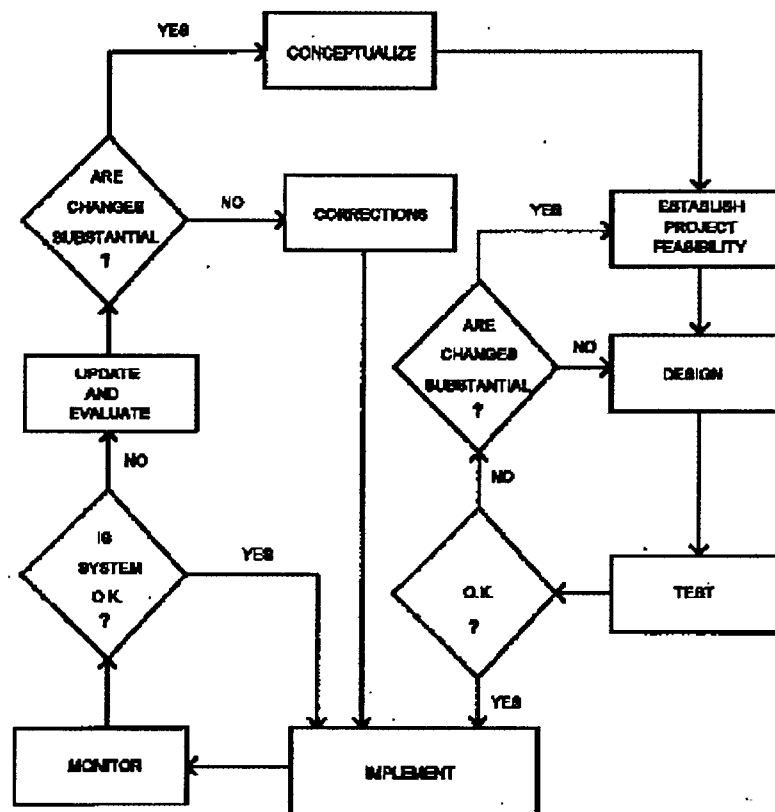 YES
CONCEPTUALIZE
ARE
CHANGES
SUBSTANTIAL
?
NO
CORRECTIONS
YES
ESTABLISH
PROJECT
FEASIBILITY
ARE
CHANGES
SUBSTANTIAL
?
NO
DESIGN
UPDATE
AND
EVALUATE
NO
NO
IS
SYSTEM
O.K.
?
YES
O.K.
?
TEST
YES
MONITOR
IMPLEMENT